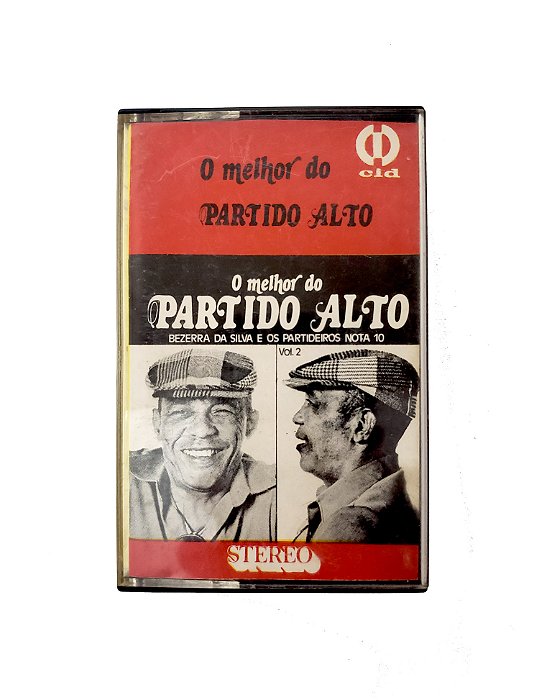 cid
O melhor do
PARTIDO ALTO
O melhor do
PARTIDO ALTO
BEZERRA DA SILVA E OS PARTIDEIROS NOTA 10
Vol. 2
STEREO